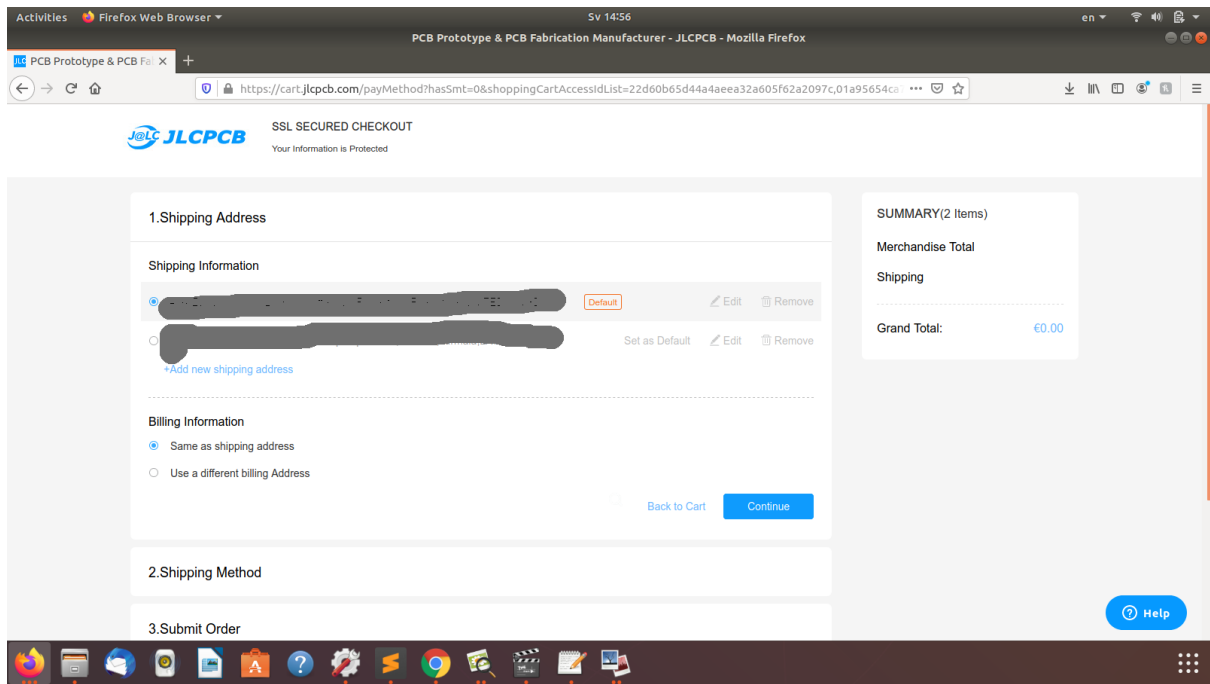 Activities Firefox Web Browser Sv 14:56 en
PCB Prototype & PCB Fabrication Manufacturer - JLCPCB - Mozilla Firefox
JLC PCB Prototype & PCB Fal
https://cart.jlcpcb.com/payMethod?hasSmt=0&shoppingCartAccessIdList=22d60b65d44a4aeea32a605f62a2097c,01a95654ca
J@LC JLCPCB
SSL SECURED CHECKOUT
Your Information is Protected
1.Shipping Address
Shipping Information
Default Edit Remove
Set as Default Edit Remove
+Add new shipping address
Billing Information
Same as shipping address
Use a different billing Address
Back to Cart Continue
2.Shipping Method
3.Submit Order
SUMMARY(2 Items)
Merchandise Total
Shipping
Grand Total: €0.00
Help